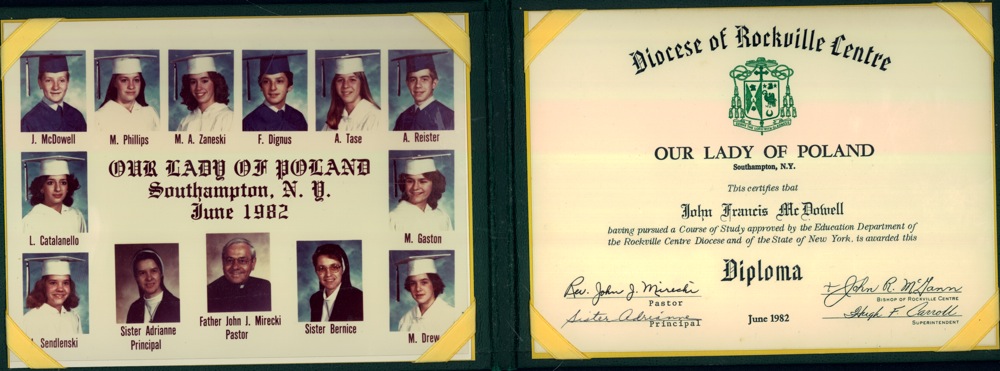 J. McDowell
M. Phillips
M. A. Zaneski
F. Dignus
A. Tase
A. Reister
OUR LADY OF POLAND
Southampton, N. Y.
June 1982
L. Catalanello
M. Gaston
Sendlenski
Sister Adrianne
Principal
Father John J. Mirecki
Pastor
Sister Bernice
M. Drew
Diocese of Rockville Centre
OUR LADY OF POLAND
Southampton, N.Y.
This certifies that
John Francis McDowell
having pursued a Course of Study approved by the Education Department of
the Rockville Centre Diocese and of the State of New York, is awarded this
Diploma
Rev. John J. Mirecki
Pastor
Sister Adrianne
Principal
June 1982
+ John R. McGann
BISHOP OF ROCKVILLE CENTRE
Hugh F. Carroll
SUPERINTENDENT